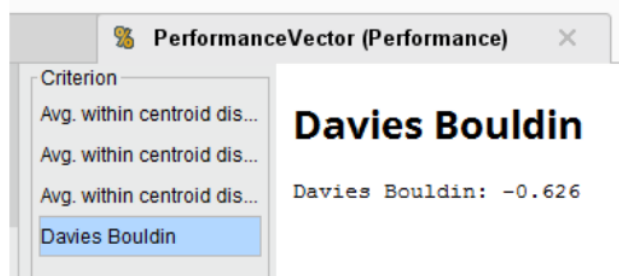 PerformanceVector (Performance)
Criterion
Avg. within centroid dis...
Avg. within centroid dis...
Avg. within centroid dis...
Davies Bouldin
Davies Bouldin
Davies Bouldin: -0.626